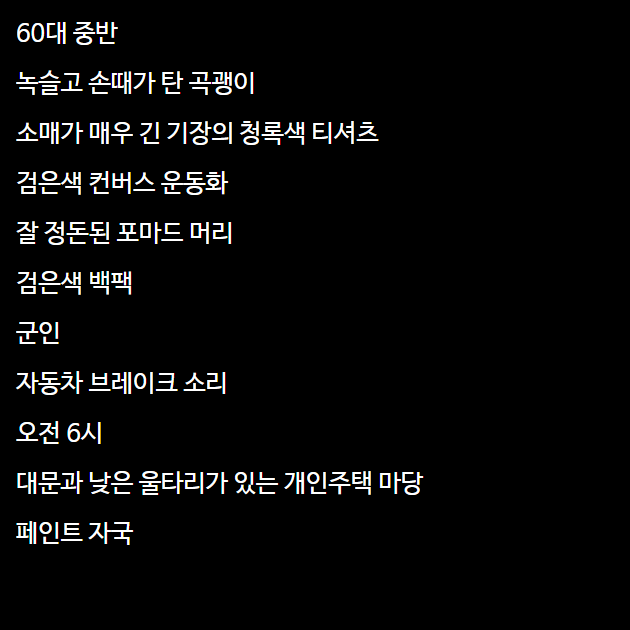 60대 중반
녹슬고 손때가 탄 곡괭이
소매가 매우 긴 기장의 청록색 티셔츠
검은색 컨버스 운동화
잘 정돈된 포마드 머리
검은색 백팩
군인
자동차 브레이크 소리
오전 6시
대문과 낮은 울타리가 있는 개인주택 마당
페인트 자국